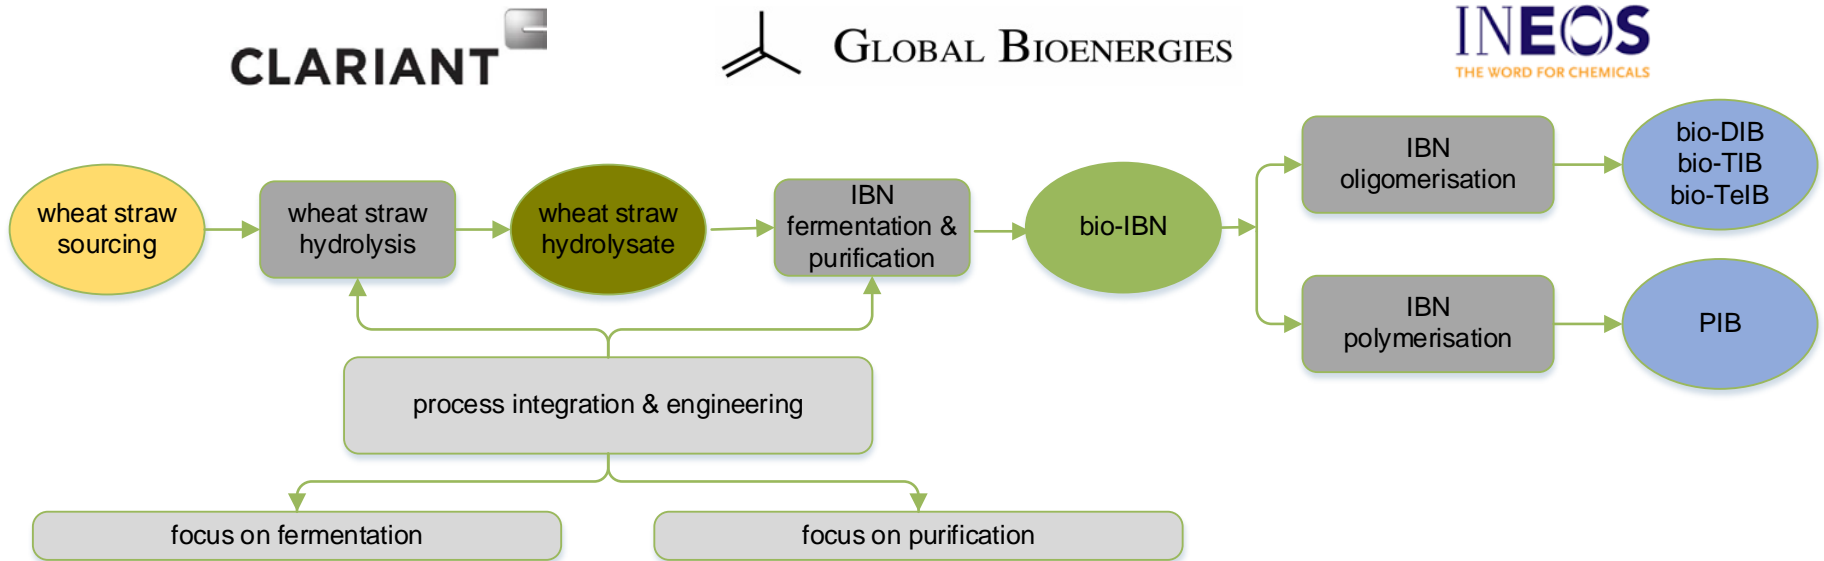 CLARIANT
GLOBAL BIOENERGIES
INEOS
THE WORD FOR CHEMICALS
wheat straw
sourcing
wheat straw
hydrolysis
wheat straw
hydrolysate
IBN
fermentation &
purification
bio-IBN
IBN
oligomerisation
bio-DIB
bio-TIB
bio-TeIB
IBN
polymerisation
PIB
process integration & engineering
focus on fermentation
focus on purification